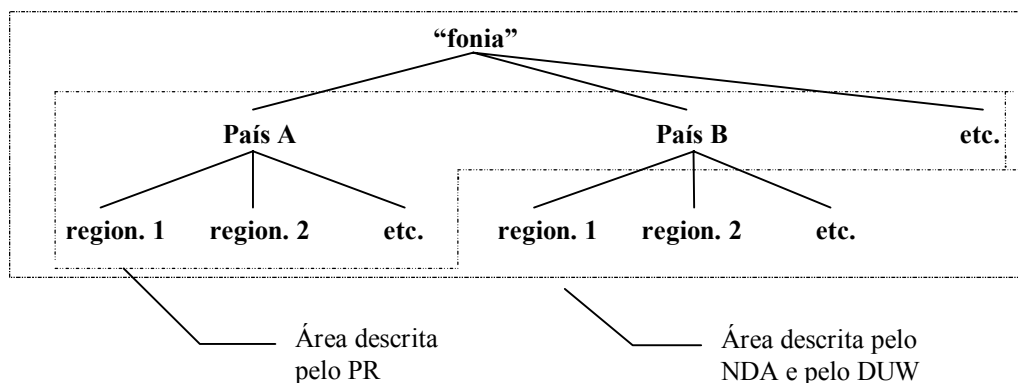 “fonia”
País A País B etc.
region. 1 region. 2 etc. region. 1 region. 2 etc.
Área descrita
pelo PR
Área descrita pelo
NDA e pelo DUW